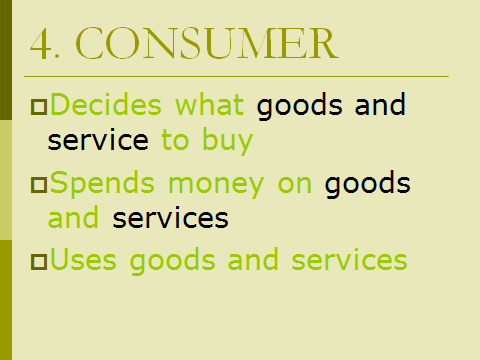 4. CONSUMER
Decides what goods and
service to buy
Spends money on goods
and services
Uses goods and services